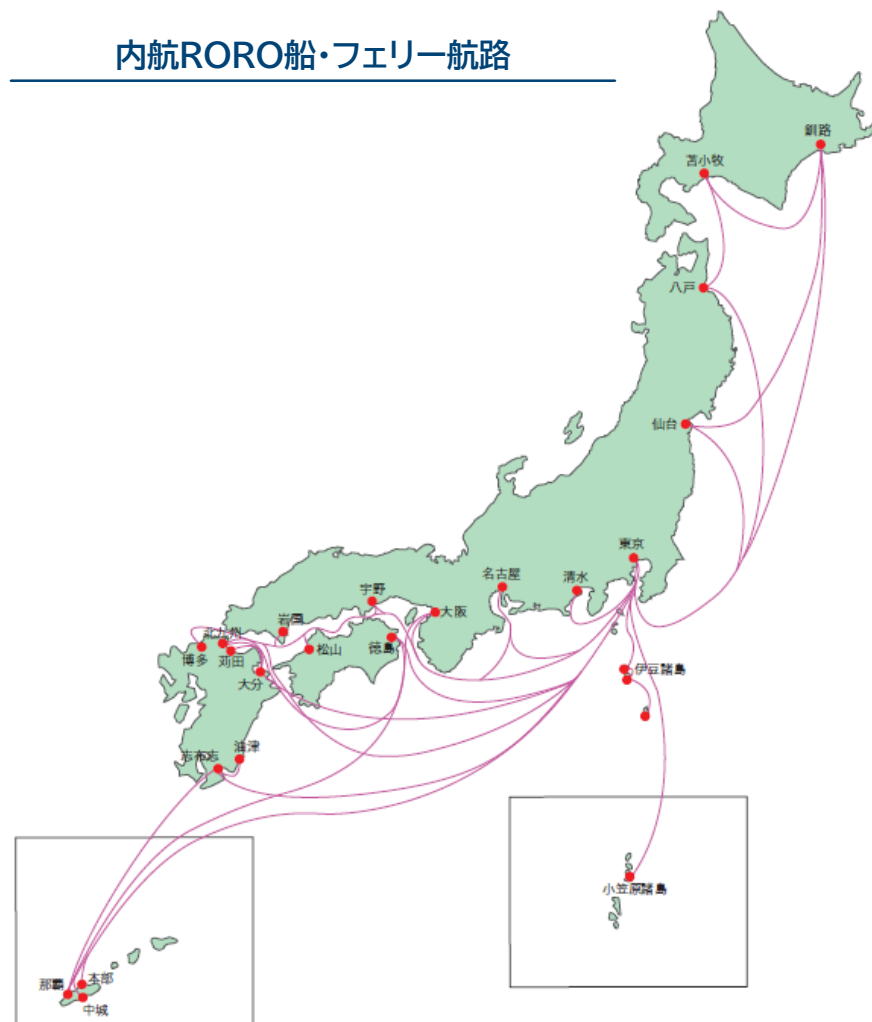 内航RORO船・フェリー航路
釧路
苫小牧
八戸
仙台
東京
名古屋
清水
宇野
大阪
岩国
北九州
松山
徳島
博多
苅田
大分
伊豆諸島
油津
志布志
小笠原諸島
本部
那覇
中城